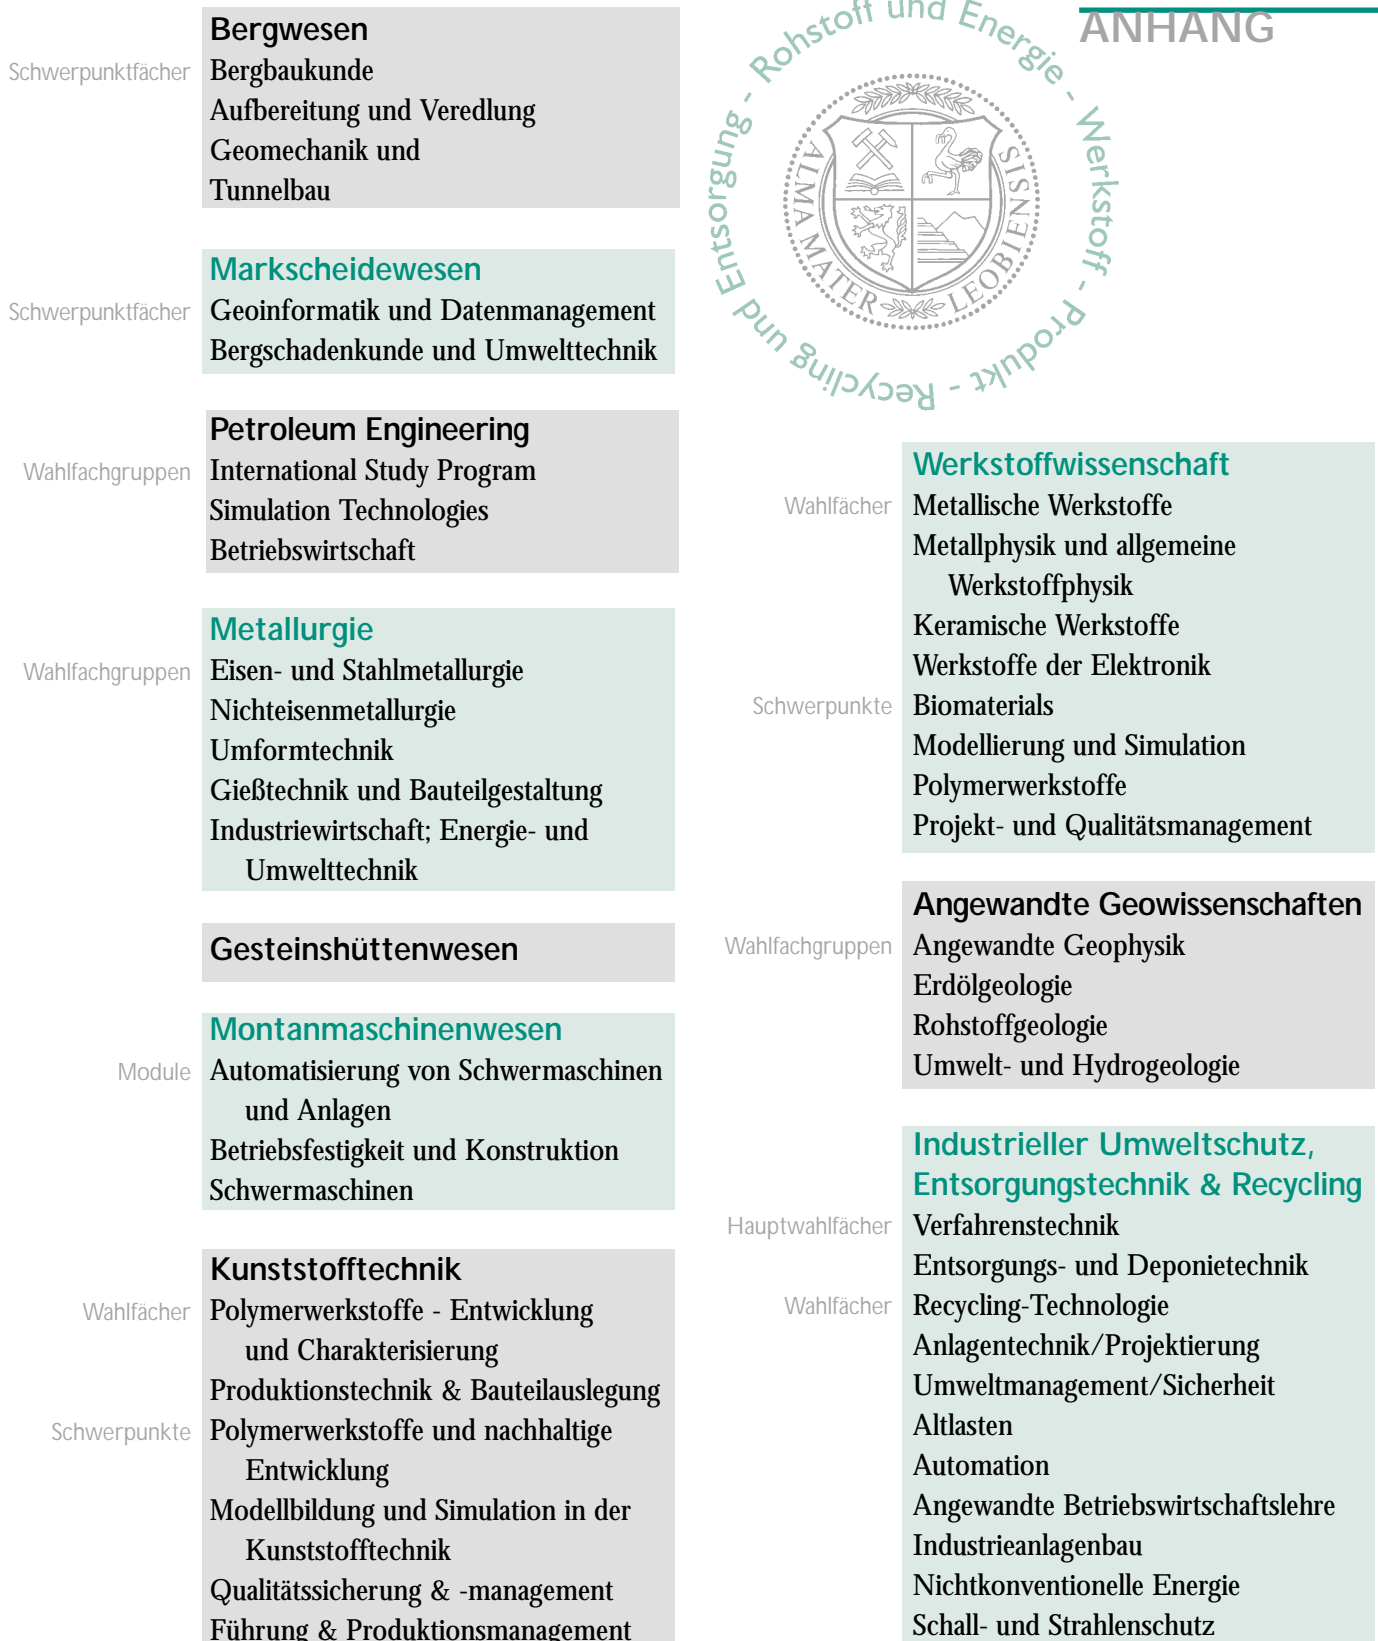 ANHANG
Rohstoff und Energie - Werkstoff - Produkt - Recycling und Entsorgung -
ALMA MATER LEOBIENSIS
Bergwesen
Schwerpunktfächer Bergbaukunde
Aufbereitung und Veredlung
Geomechanik und
Tunnelbau
Markscheidewesen
Schwerpunktfächer Geoinformatik und Datenmanagement
Bergschadenkunde und Umwelttechnik
Petroleum Engineering
Wahlfachgruppen International Study Program
Simulation Technologies
Betriebswirtschaft
Metallurgie
Wahlfachgruppen Eisen- und Stahlmetallurgie
Nichteisenmetallurgie
Umformtechnik
Gießtechnik und Bauteilgestaltung
Industriewirtschaft; Energie- und
Umwelttechnik
Gesteinshüttenwesen
Montanmaschinenwesen
Module Automatisierung von Schwermaschinen
und Anlagen
Betriebsfestigkeit und Konstruktion
Schwermaschinen
Kunststofftechnik
Wahlfächer Polymerwerkstoffe - Entwicklung
und Charakterisierung
Produktionstechnik & Bauteilauslegung
Schwerpunkte Polymerwerkstoffe und nachhaltige
Entwicklung
Modellbildung und Simulation in der
Kunststofftechnik
Qualitätssicherung & -management
Führung & Produktionsmanagement
Werkstoffwissenschaft
Wahlfächer Metallische Werkstoffe
Metallphysik und allgemeine
Werkstoffphysik
Keramische Werkstoffe
Werkstoffe der Elektronik
Schwerpunkte Biomaterials
Modellierung und Simulation
Polymerwerkstoffe
Projekt- und Qualitätsmanagement
Angewandte Geowissenschaften
Wahlfachgruppen Angewandte Geophysik
Erdölgeologie
Rohstoffgeologie
Umwelt- und Hydrogeologie
Industrieller Umweltschutz,
Entsorgungstechnik & Recycling
Hauptwahlfächer Verfahrenstechnik
Entsorgungs- und Deponietechnik
Wahlfächer Recycling-Technologie
Anlagentechnik/Projektierung
Umweltmanagement/Sicherheit
Altlasten
Automation
Angewandte Betriebswirtschaftslehre
Industrieanlagenbau
Nichtkonventionelle Energie
Schall- und Strahlenschutz